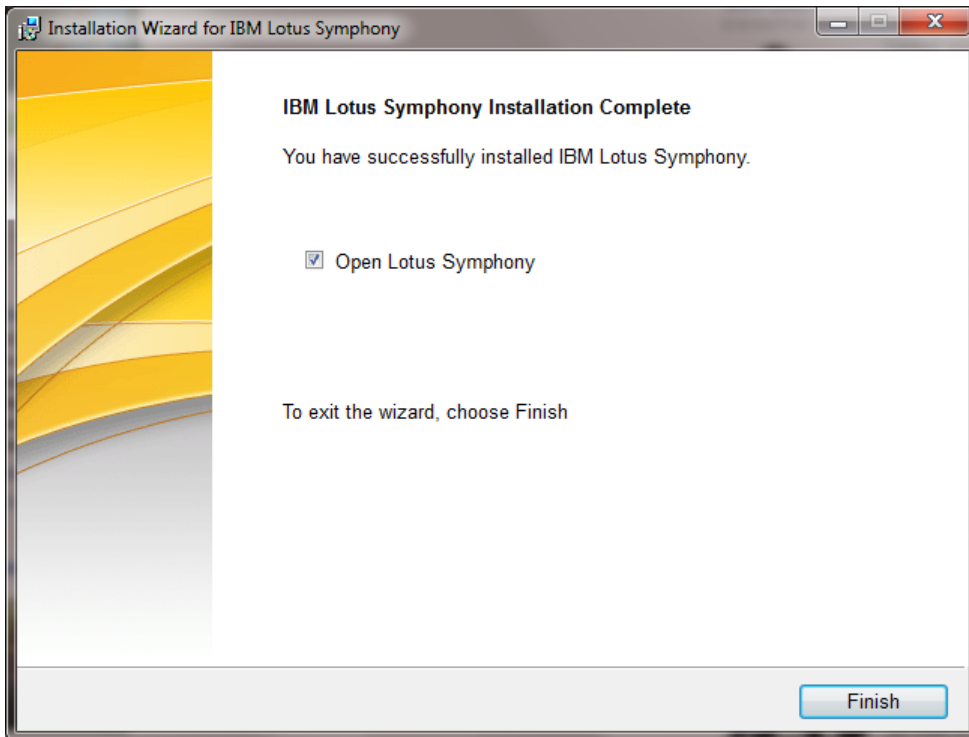 Installation Wizard for IBM Lotus Symphony
IBM Lotus Symphony Installation Complete
You have successfully installed IBM Lotus Symphony.
Open Lotus Symphony
To exit the wizard, choose Finish
Finish